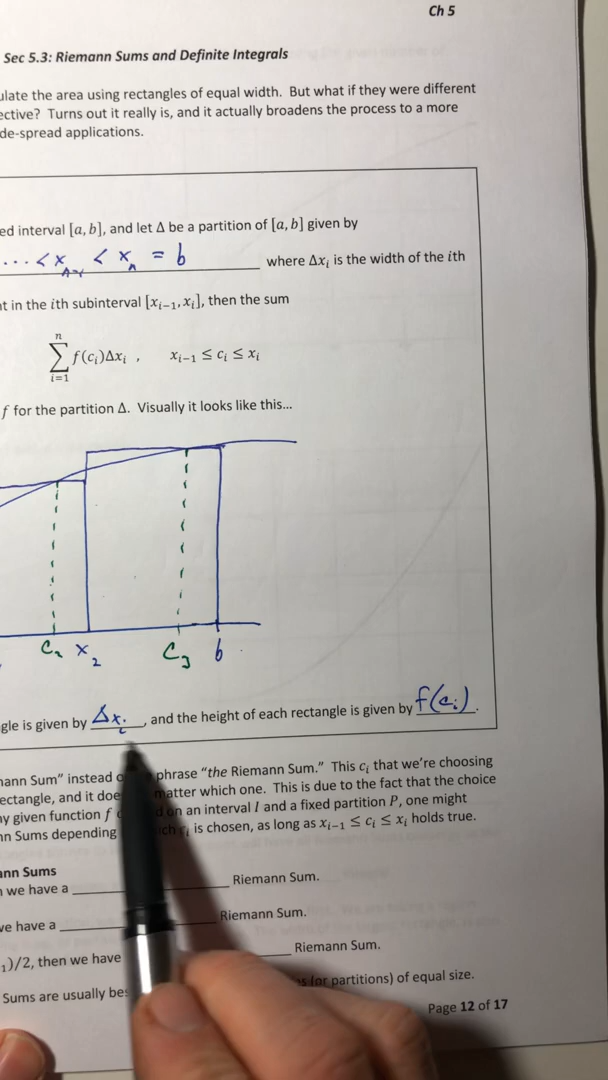 Ch 5
Sec 5.3: Riemann Sums and Definite Integrals
ulate the area using rectangles of equal width. But what if they were different
ective? Turns out it really is, and it actually broadens the process to a more
de-spread applications.
ed interval [a, b], and let Δ be a partition of [a, b] given by
... < xₙ₋₁ < xₙ = b where Δxᵢ is the width of the ith
nt in the ith subinterval [xᵢ₋₁, xᵢ], then the sum
n
∑ f(cᵢ)Δxᵢ , xᵢ₋₁ ≤ cᵢ ≤ xᵢ
i=1
f for the partition Δ. Visually it looks like this...
C₂ x₂ C₃ b
gle is given by Δxᵢ, and the height of each rectangle is given by f(cᵢ).
mann Sum" instead phrase "the Riemann Sum." This cᵢ that we're choosing
ectangle, and it doe matter which one. This is due to the fact that the choice
ny given function f on an interval I and a fixed partition P, one might
nn Sums depending cᵢ is chosen, as long as xᵢ₋₁ ≤ cᵢ ≤ xᵢ holds true.
ann Sums
we have a Riemann Sum.
ve have a Riemann Sum.
₁)/2, then we have Riemann Sum.
Sums are usually (or partitions) of equal size.
Page 12 of 17